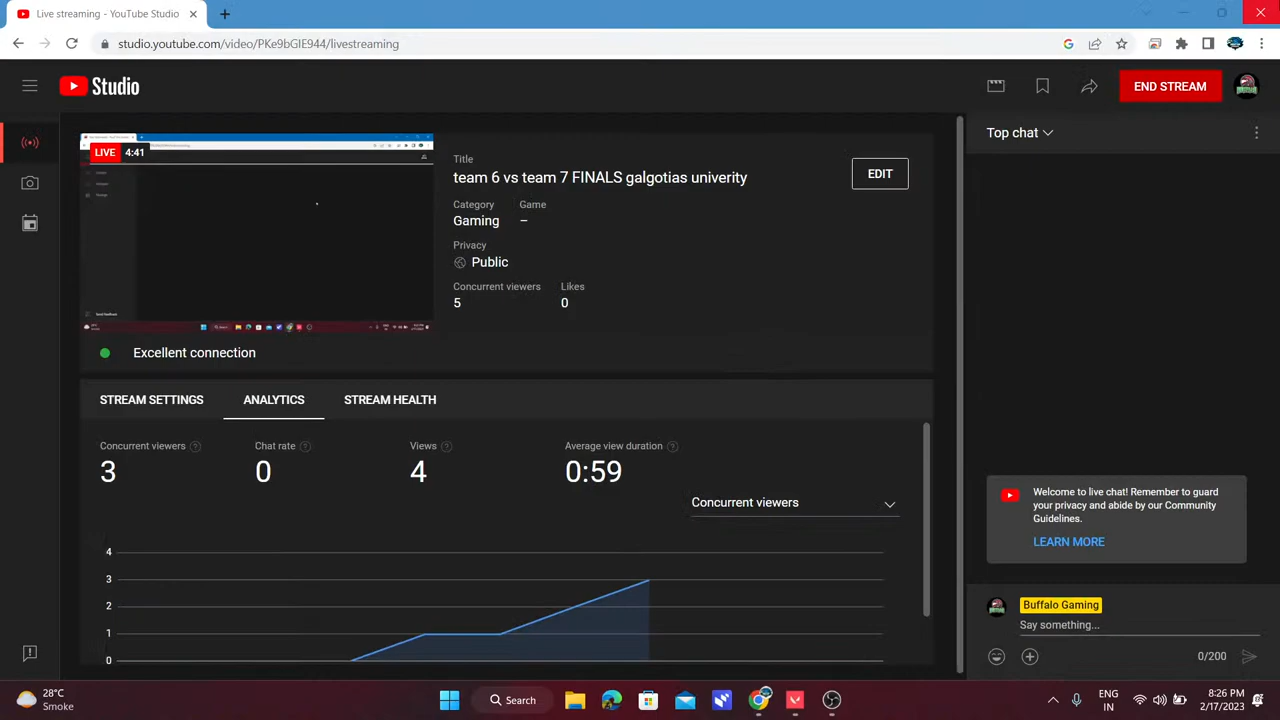 Live streaming - YouTube Studio
studio.youtube.com/video/PKe9bGIE944/livestreaming
Studio
END STREAM
LIVE 4:41
Title
team 6 vs team 7 FINALS galgotias univerity
EDIT
Category Game
Gaming –
Privacy
Public
Concurrent viewers Likes
5 0
Excellent connection
STREAM SETTINGS ANALYTICS STREAM HEALTH
Concurrent viewers Chat rate Views Average view duration
3 0 4 0:59
Concurrent viewers
4
3
2
1
0
Top chat
Welcome to live chat! Remember to guard
your privacy and abide by our Community
Guidelines.
LEARN MORE
Buffalo Gaming
Say something...
0/200
28°C
Smoke
Search
ENG
IN
8:26 PM
2/17/2023